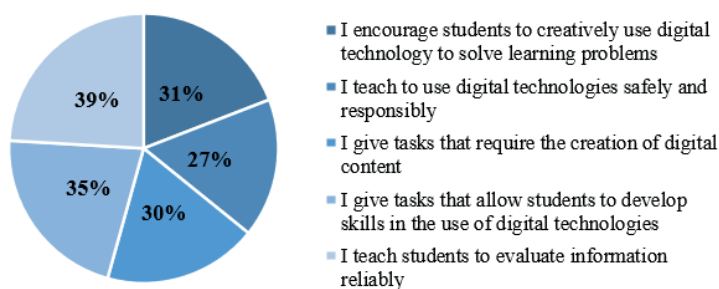 39%
31%
27%
35%
30%
I encourage students to creatively use digital
technology to solve learning problems
I teach to use digital technologies safely and
responsibly
I give tasks that require the creation of digital
content
I give tasks that allow students to develop
skills in the use of digital technologies
I teach students to evaluate information
reliably